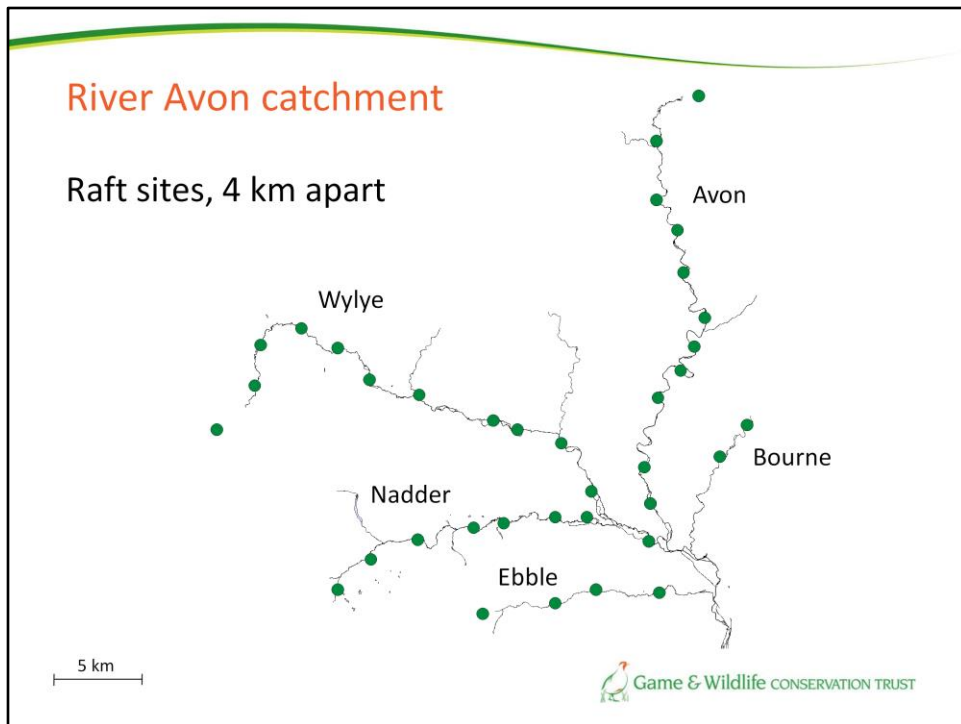 River Avon catchment
Raft sites, 4 km apart
Avon
Wylye
Bourne
Nadder
Ebble
5 km
Game & Wildlife CONSERVATION TRUST